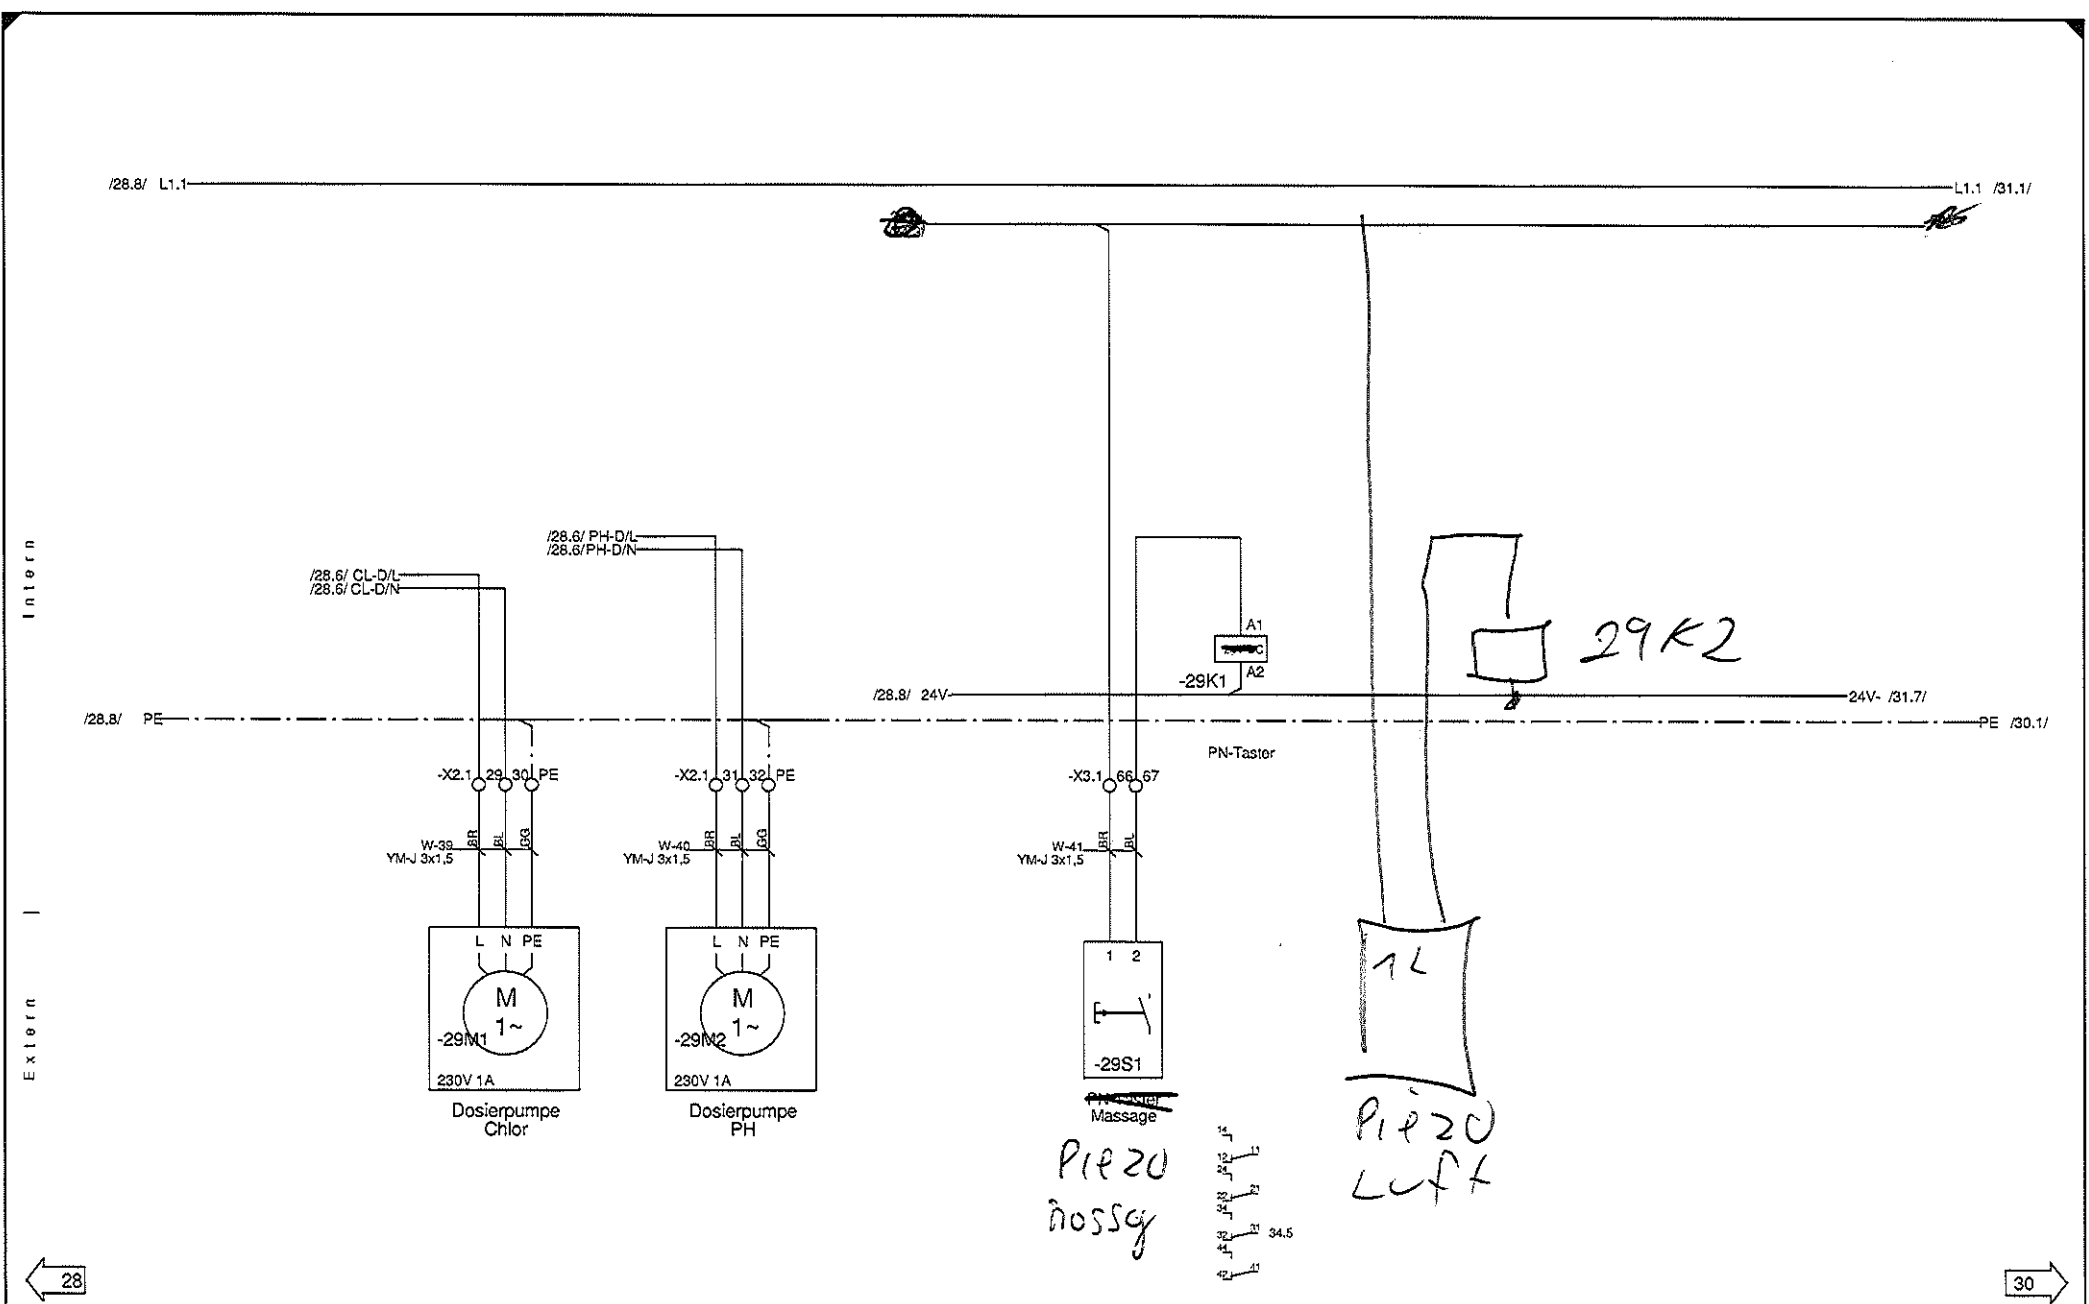 /28.8/ L1.1
L1.1 /31.1/
/28.6/ PH-D/L
/28.6/PH-D/N
/28.6/ CL-D/L
/28.6/ CL-D/N
Intern
A1
A2
-29K1
29K2
/28.8/ 24V
24V- /31.7/
/28.8/ PE
PE /30.1/
PN-Taster
-X2.1 29 30 PE
-X2.1 31 32 PE
-X3.1 66 67
BR BL GG
BR BL GG
BR BL
W-39
YM-J 3x1,5
W-40
YM-J 3x1,5
W-41
YM-J 3x1,5
Extern
L N PE
M
1~
-29M1
230V 1A
Dosierpumpe
Chlor
L N PE
M
1~
-29M2
230V 1A
Dosierpumpe
PH
1 2
-29S1
Massage
Piezo
Piezo
Luft
14
12 11
24
22 21
34
32 31 34.5
44
42 41
28
30